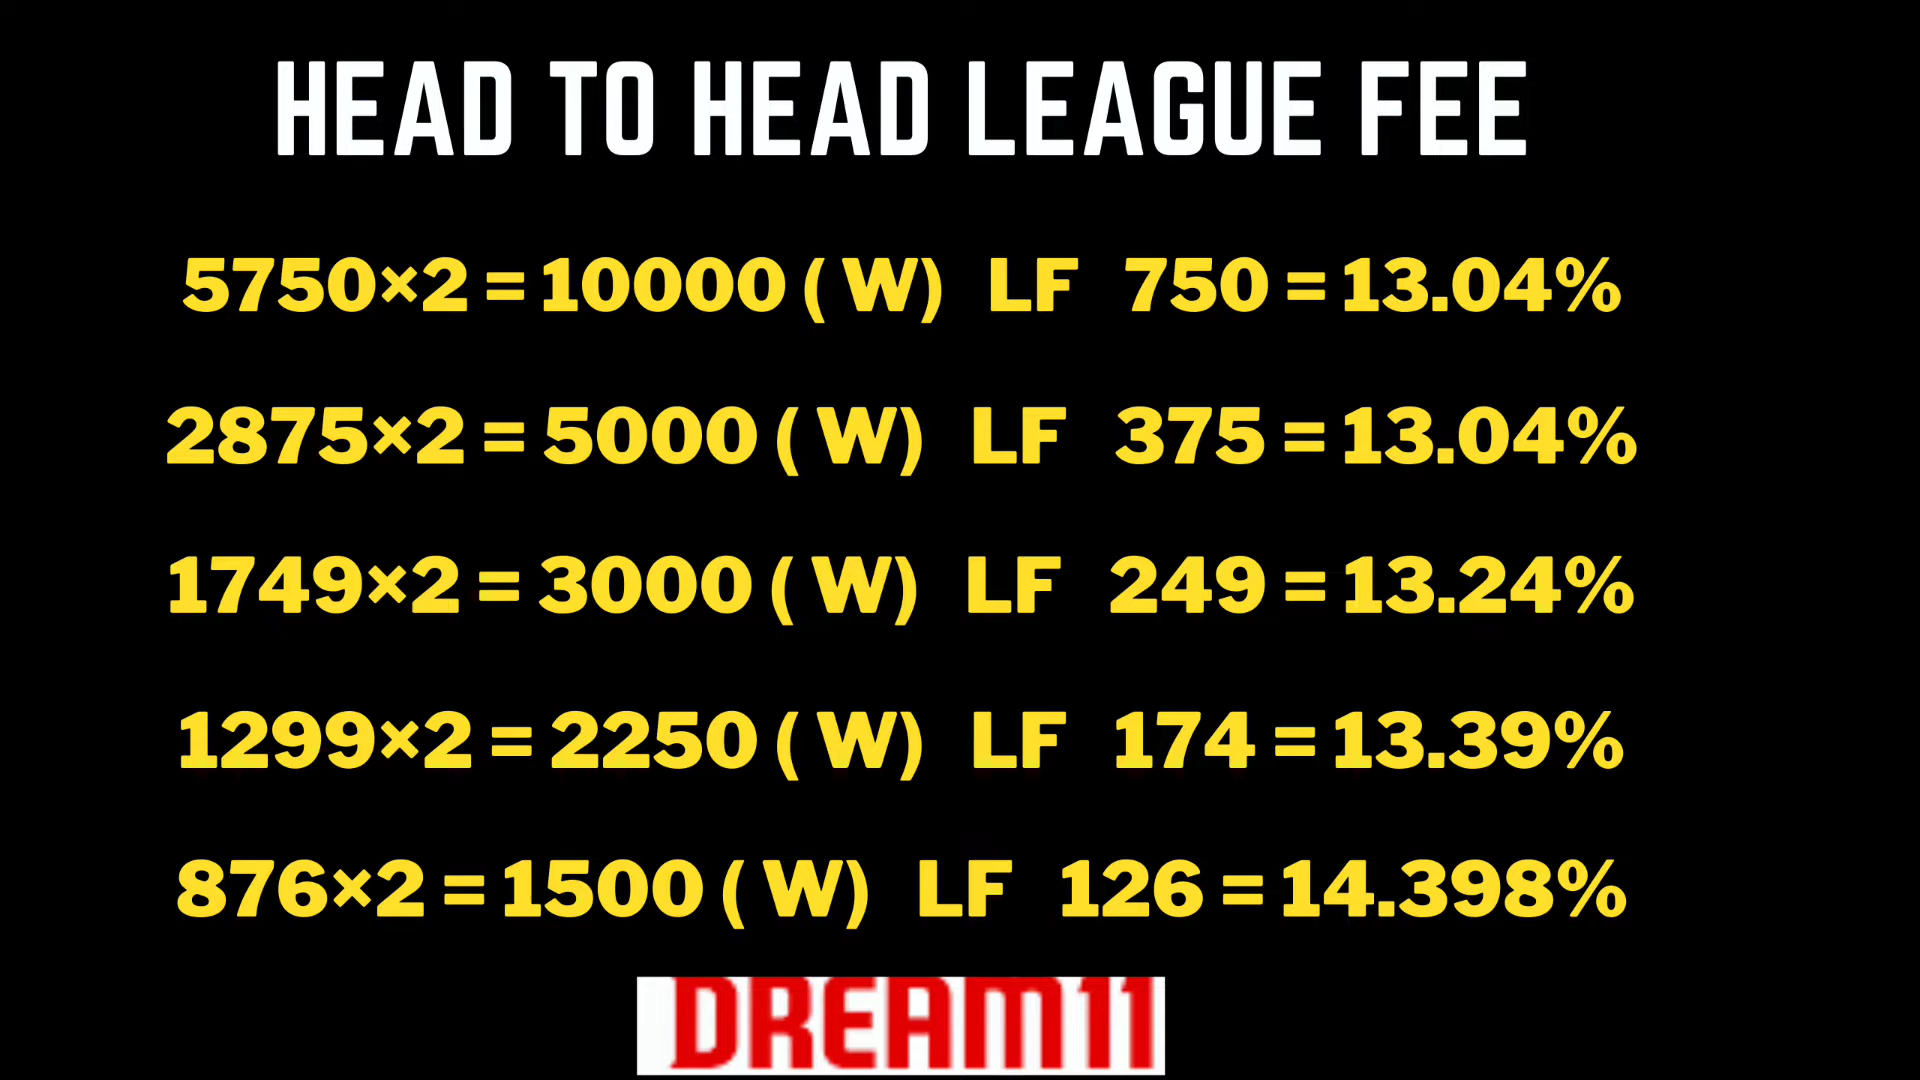 HEAD TO HEAD LEAGUE FEE
5750×2 = 10000 ( W) LF 750 = 13.04%
2875×2 = 5000 ( W) LF 375 = 13.04%
1749×2 = 3000 ( W) LF 249 = 13.24%
1299×2 = 2250 ( W) LF 174 = 13.39%
876×2 = 1500 ( W) LF 126 = 14.398%
DREAM11